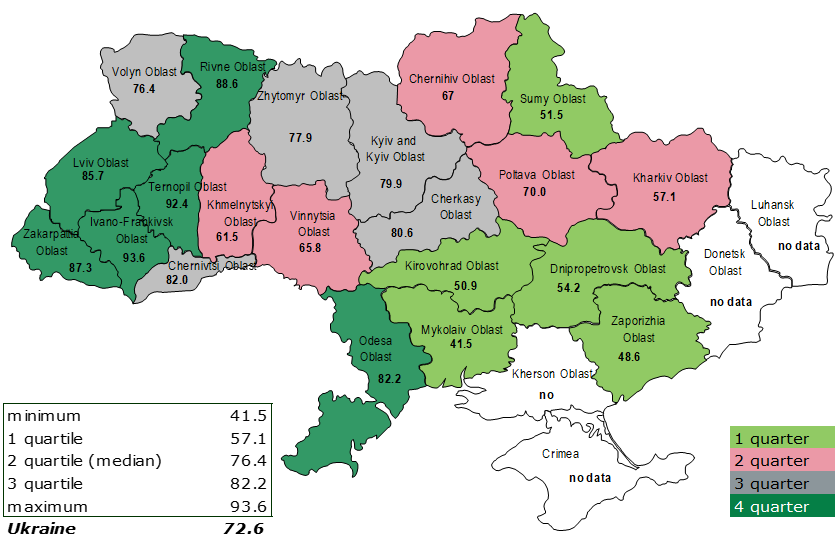 Volyn Oblast
76.4
Rivne Oblast
88.6
Zhytomyr Oblast
77.9
Kyiv and
Kyiv Oblast
79.9
Chernihiv Oblast
67
Sumy Oblast
51.5
Lviv Oblast
85.7
Ternopil Oblast
92.4
Khmelnytskyi
Oblast
61.5
Vinnytsia
Oblast
65.8
Cherkasy
Oblast
80.6
Poltava Oblast
70.0
Kharkiv Oblast
57.1
Luhansk
Oblast
no data
Donetsk
Oblast
no data
Zakarpattia
Oblast
87.3
Ivano-Frankivsk
Oblast
93.6
Chernivtsi Oblast
82.0
Kirovohrad Oblast
50.9
Dnipropetrovsk Oblast
54.2
Zaporizhia
Oblast
48.6
Odesa
Oblast
82.2
Mykolaiv Oblast
41.5
Kherson Oblast
no
Crimea
no data
minimum 41.5
1 quartile 57.1
2 quartile (median) 76.4
3 quartile 82.2
maximum 93.6
Ukraine 72.6
1 quarter
2 quarter
3 quarter
4 quarter